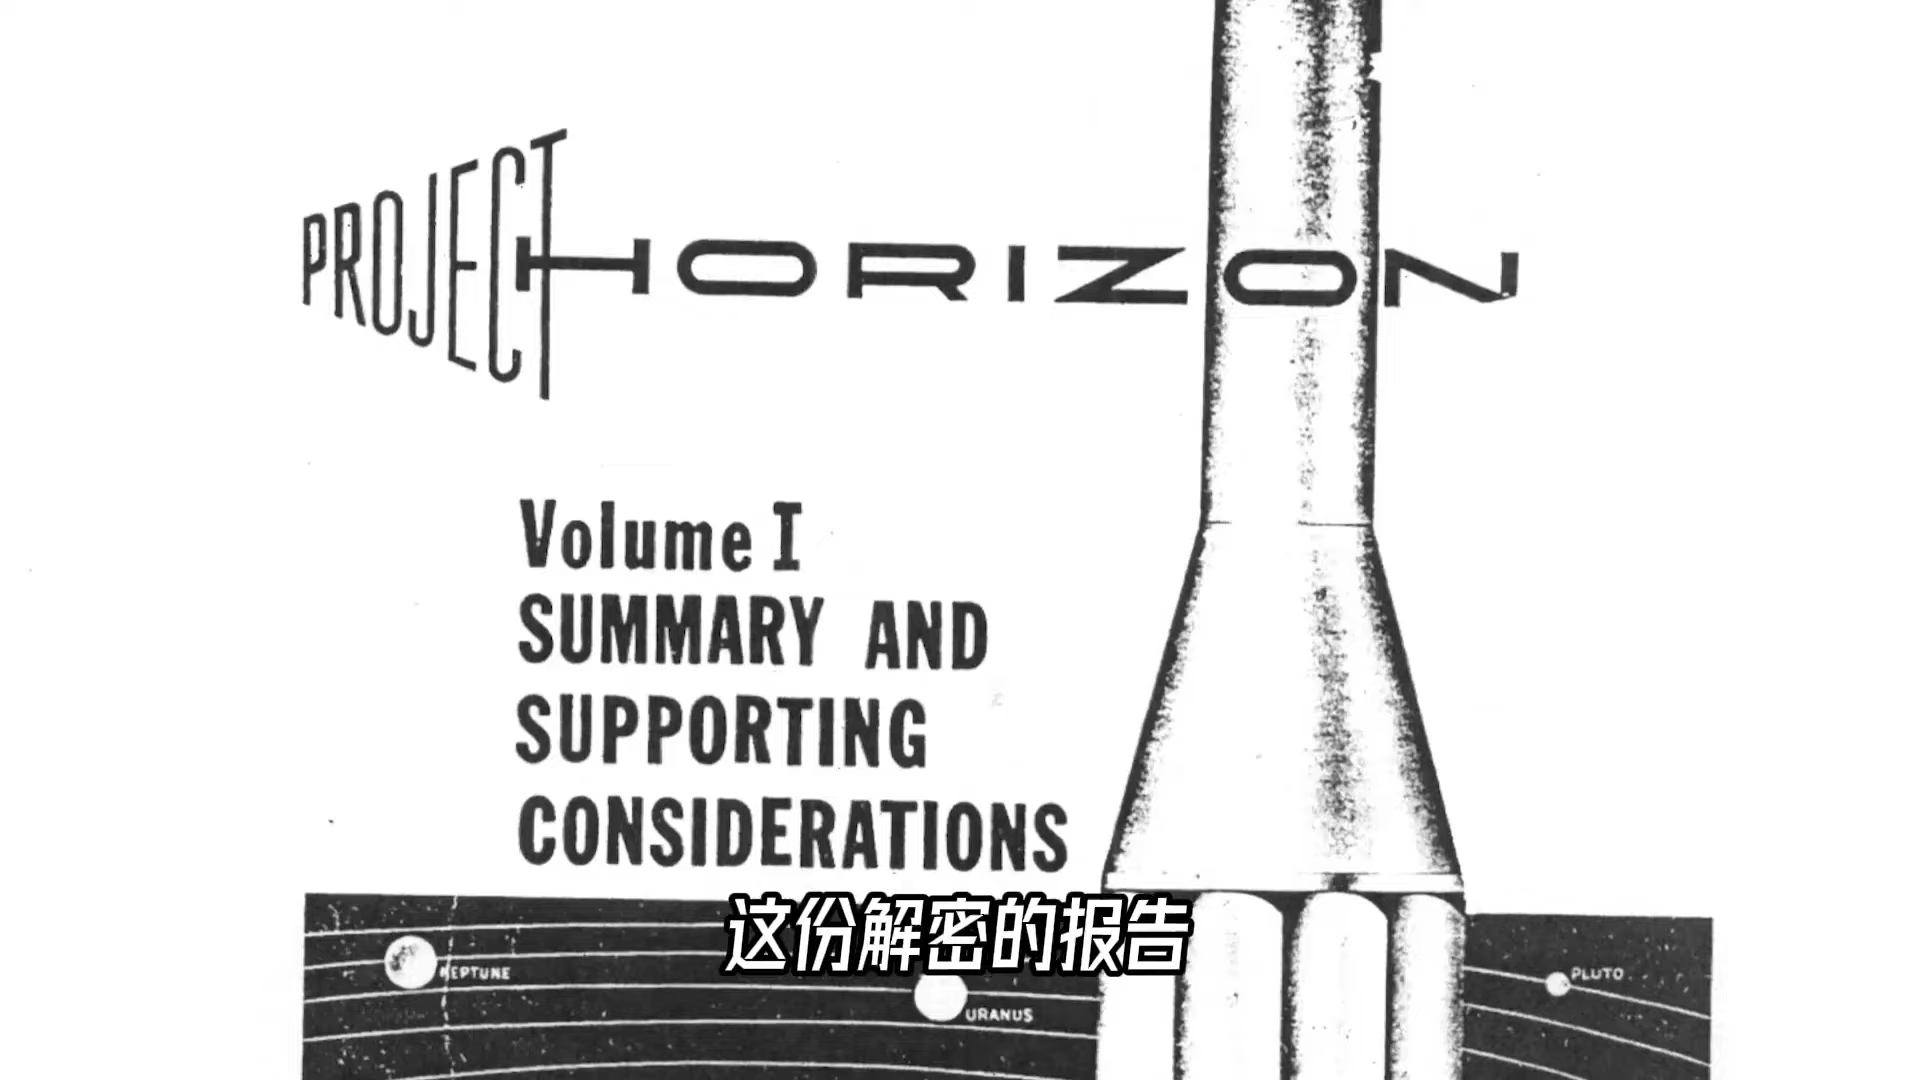 PROJECT HORIZON
Volume I
SUMMARY AND
SUPPORTING
CONSIDERATIONS
这份解密的报告
NEPTUNE
URANUS
PLUTO